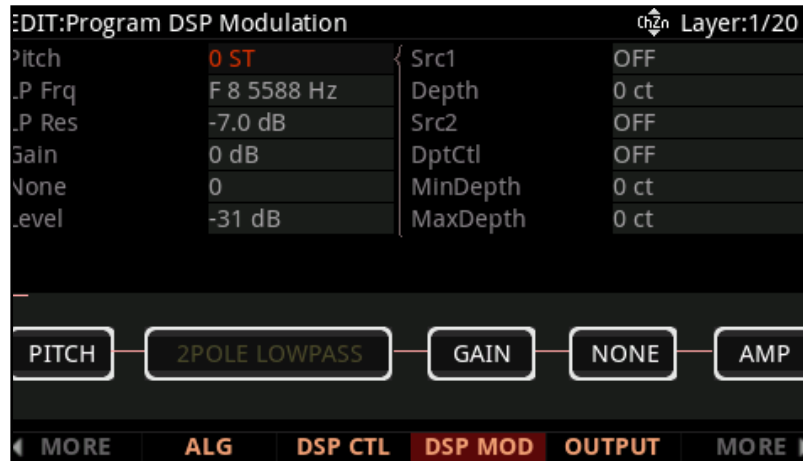 EDIT:Program DSP Modulation ChZn Layer:1/20
Pitch 0 ST Src1 OFF
LP Frq F 8 5588 Hz Depth 0 ct
LP Res -7.0 dB Src2 OFF
Gain 0 dB DptCtl OFF
None 0 MinDepth 0 ct
Level -31 dB MaxDepth 0 ct
PITCH 2POLE LOWPASS GAIN NONE AMP
MORE ALG DSP CTL DSP MOD OUTPUT MORE